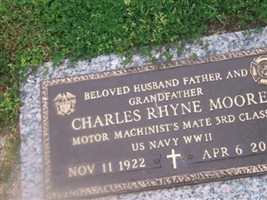 BELOVED HUSBAND FATHER AND
GRANDFATHER
CHARLES RHYNE MOORE
MOTOR MACHINIST'S MATE 3RD CLASS
US NAVY WWII
NOV 11 1922 APR 6 20